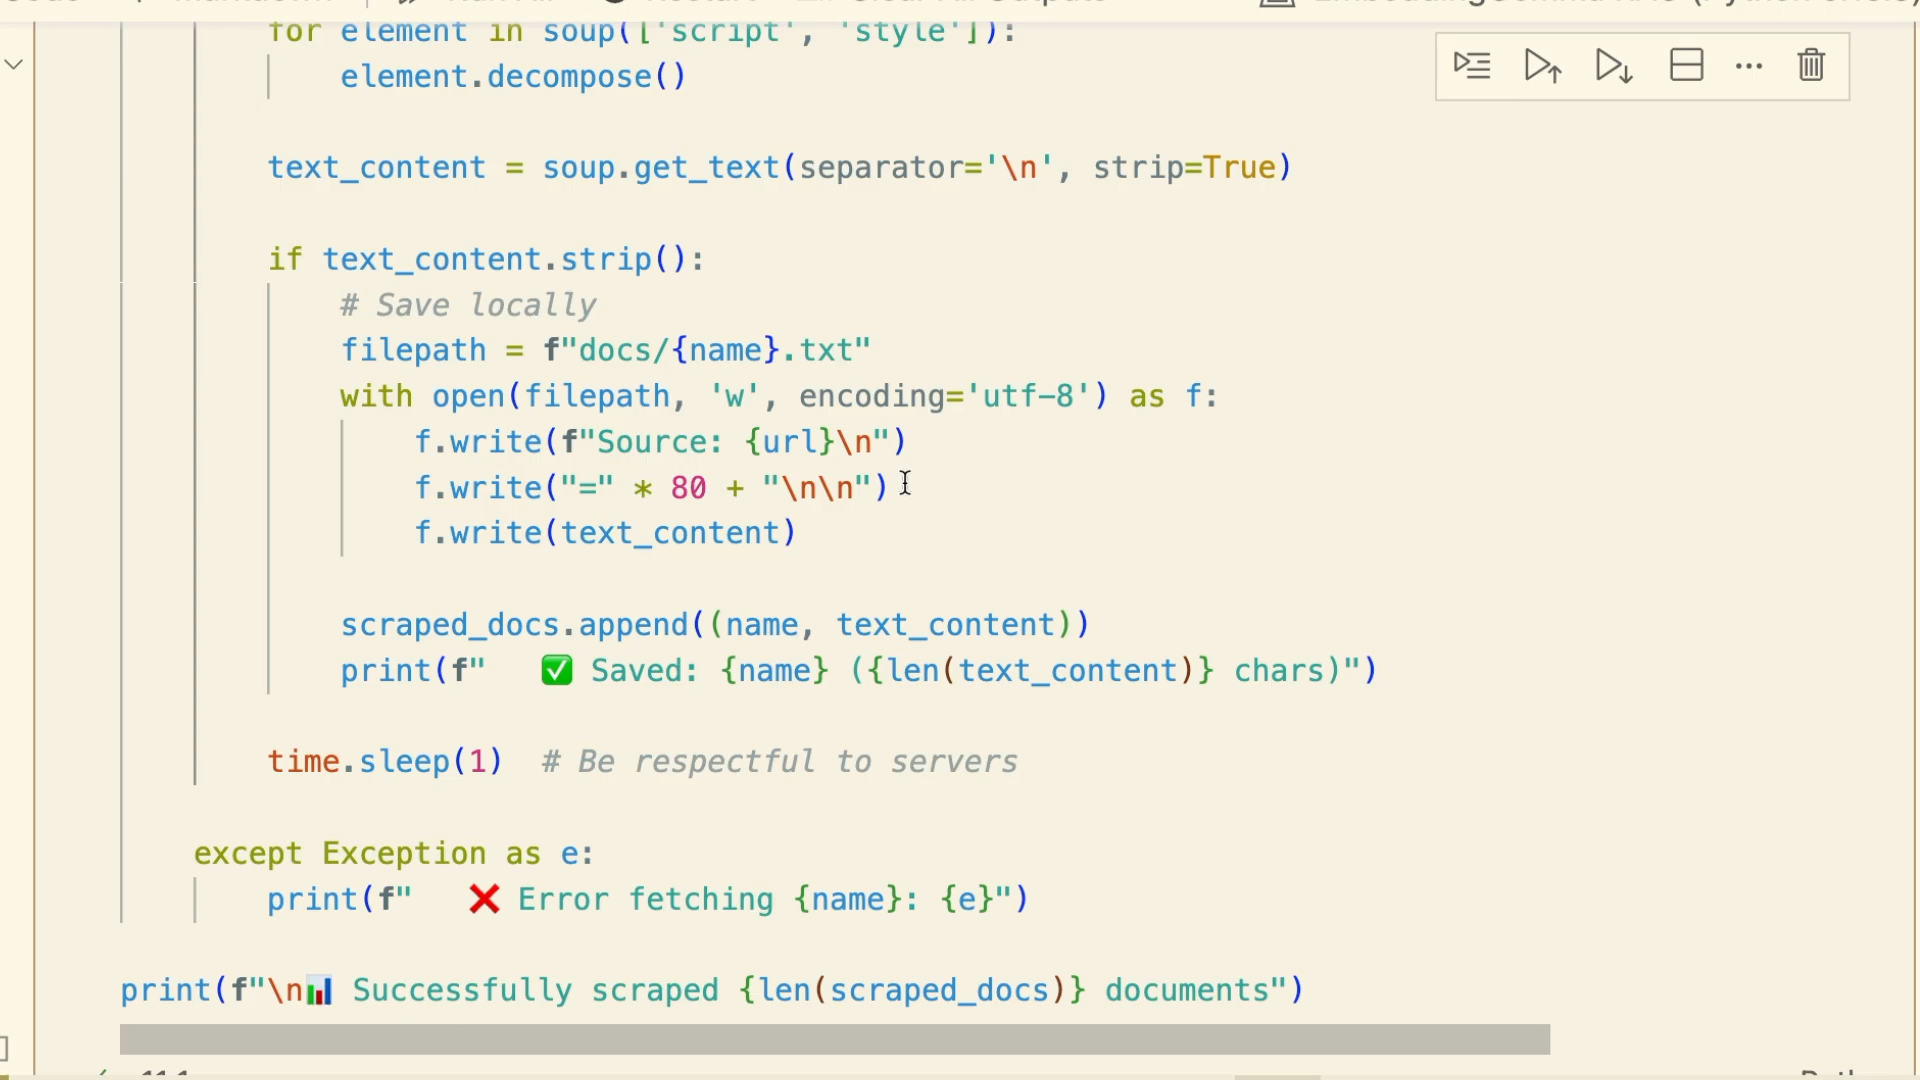 for element in soup(['script', 'style']):
element.decompose()
text_content = soup.get_text(separator='\n', strip=True)
if text_content.strip():
# Save locally
filepath = f"docs/{name}.txt"
with open(filepath, 'w', encoding='utf-8') as f:
f.write(f"Source: {url}\n")
f.write("=" * 80 + "\n\n")
f.write(text_content)
scraped_docs.append((name, text_content))
print(f"   ✅ Saved: {name} ({len(text_content)} chars)")
time.sleep(1)  # Be respectful to servers
except Exception as e:
print(f"   ❌ Error fetching {name}: {e}")
print(f"\n📊 Successfully scraped {len(scraped_docs)} documents")